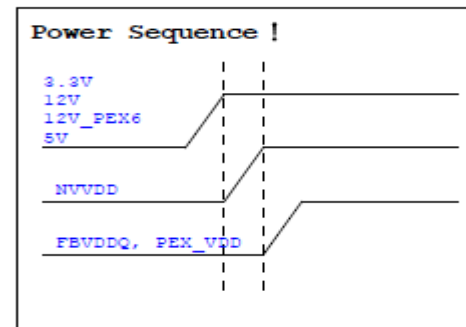 Power Sequence！
3.3V
12V
12V_PEX6
5V
NVVDD
FBVDDQ, PEX_VDD